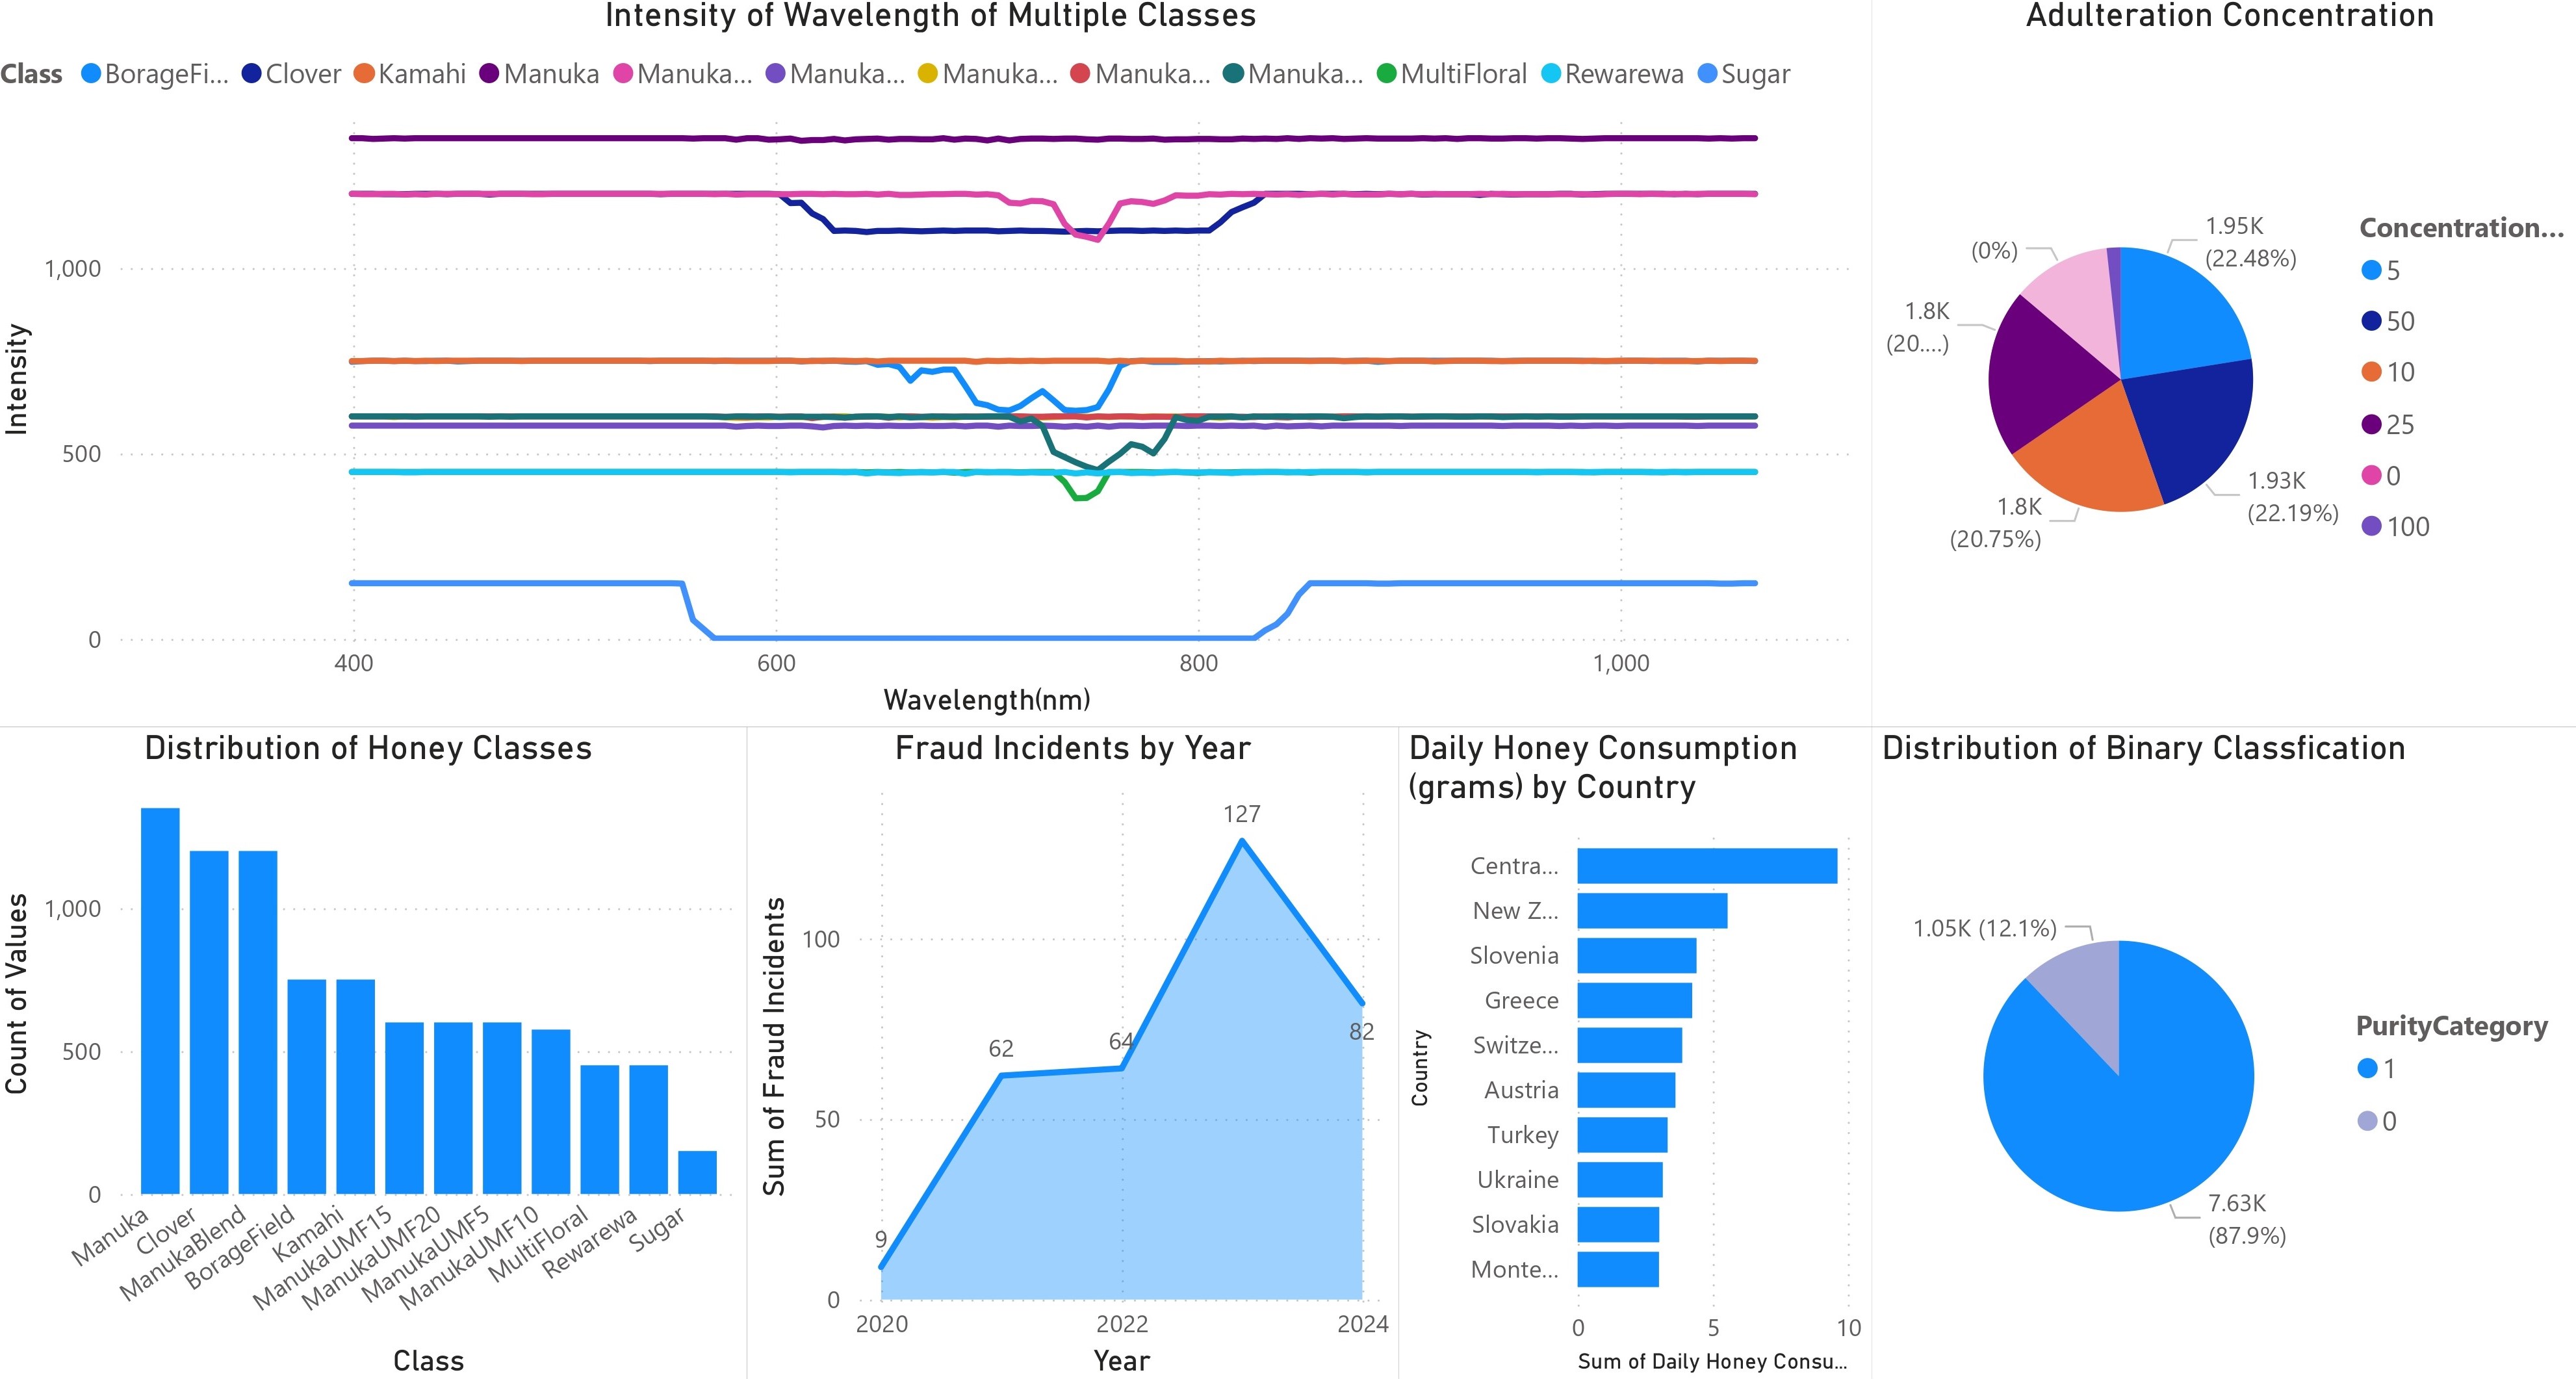 Intensity of Wavelength of Multiple Classes
Class BorageFi... Clover Kamahi Manuka Manuka... Manuka... Manuka... Manuka... Manuka... MultiFloral Rewarewa Sugar
Intensity
1,000
500
0
400 600 800 1,000
Wavelength(nm)
Adulteration Concentration
1.95K
(22.48%)
1.93K
(22.19%)
1.8K
(20.75%)
1.8K
(20....)
(0%)
Concentration...
5
50
10
25
0
100
Distribution of Honey Classes
Count of Values
1,000
500
0
Manuka
Clover
ManukaBlend
BorageField
Kamahi
ManukaUMF15
ManukaUMF20
ManukaUMF5
ManukaUMF10
MultiFloral
Rewarewa
Sugar
Class
Fraud Incidents by Year
Sum of Fraud Incidents
100
50
0
9
62
64
127
82
2020 2022 2024
Year
Daily Honey Consumption
(grams) by Country
Country
Centra...
New Z...
Slovenia
Greece
Switze...
Austria
Turkey
Ukraine
Slovakia
Monte...
0 5 10
Sum of Daily Honey Consu...
Distribution of Binary Classfication
1.05K (12.1%)
7.63K
(87.9%)
PurityCategory
1
0